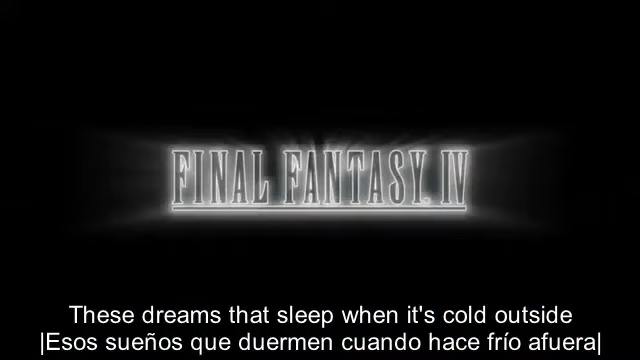 FINAL FANTASY IV
These dreams that sleep when it's cold outside
|Esos sueños que duermen cuando hace frío afuera|